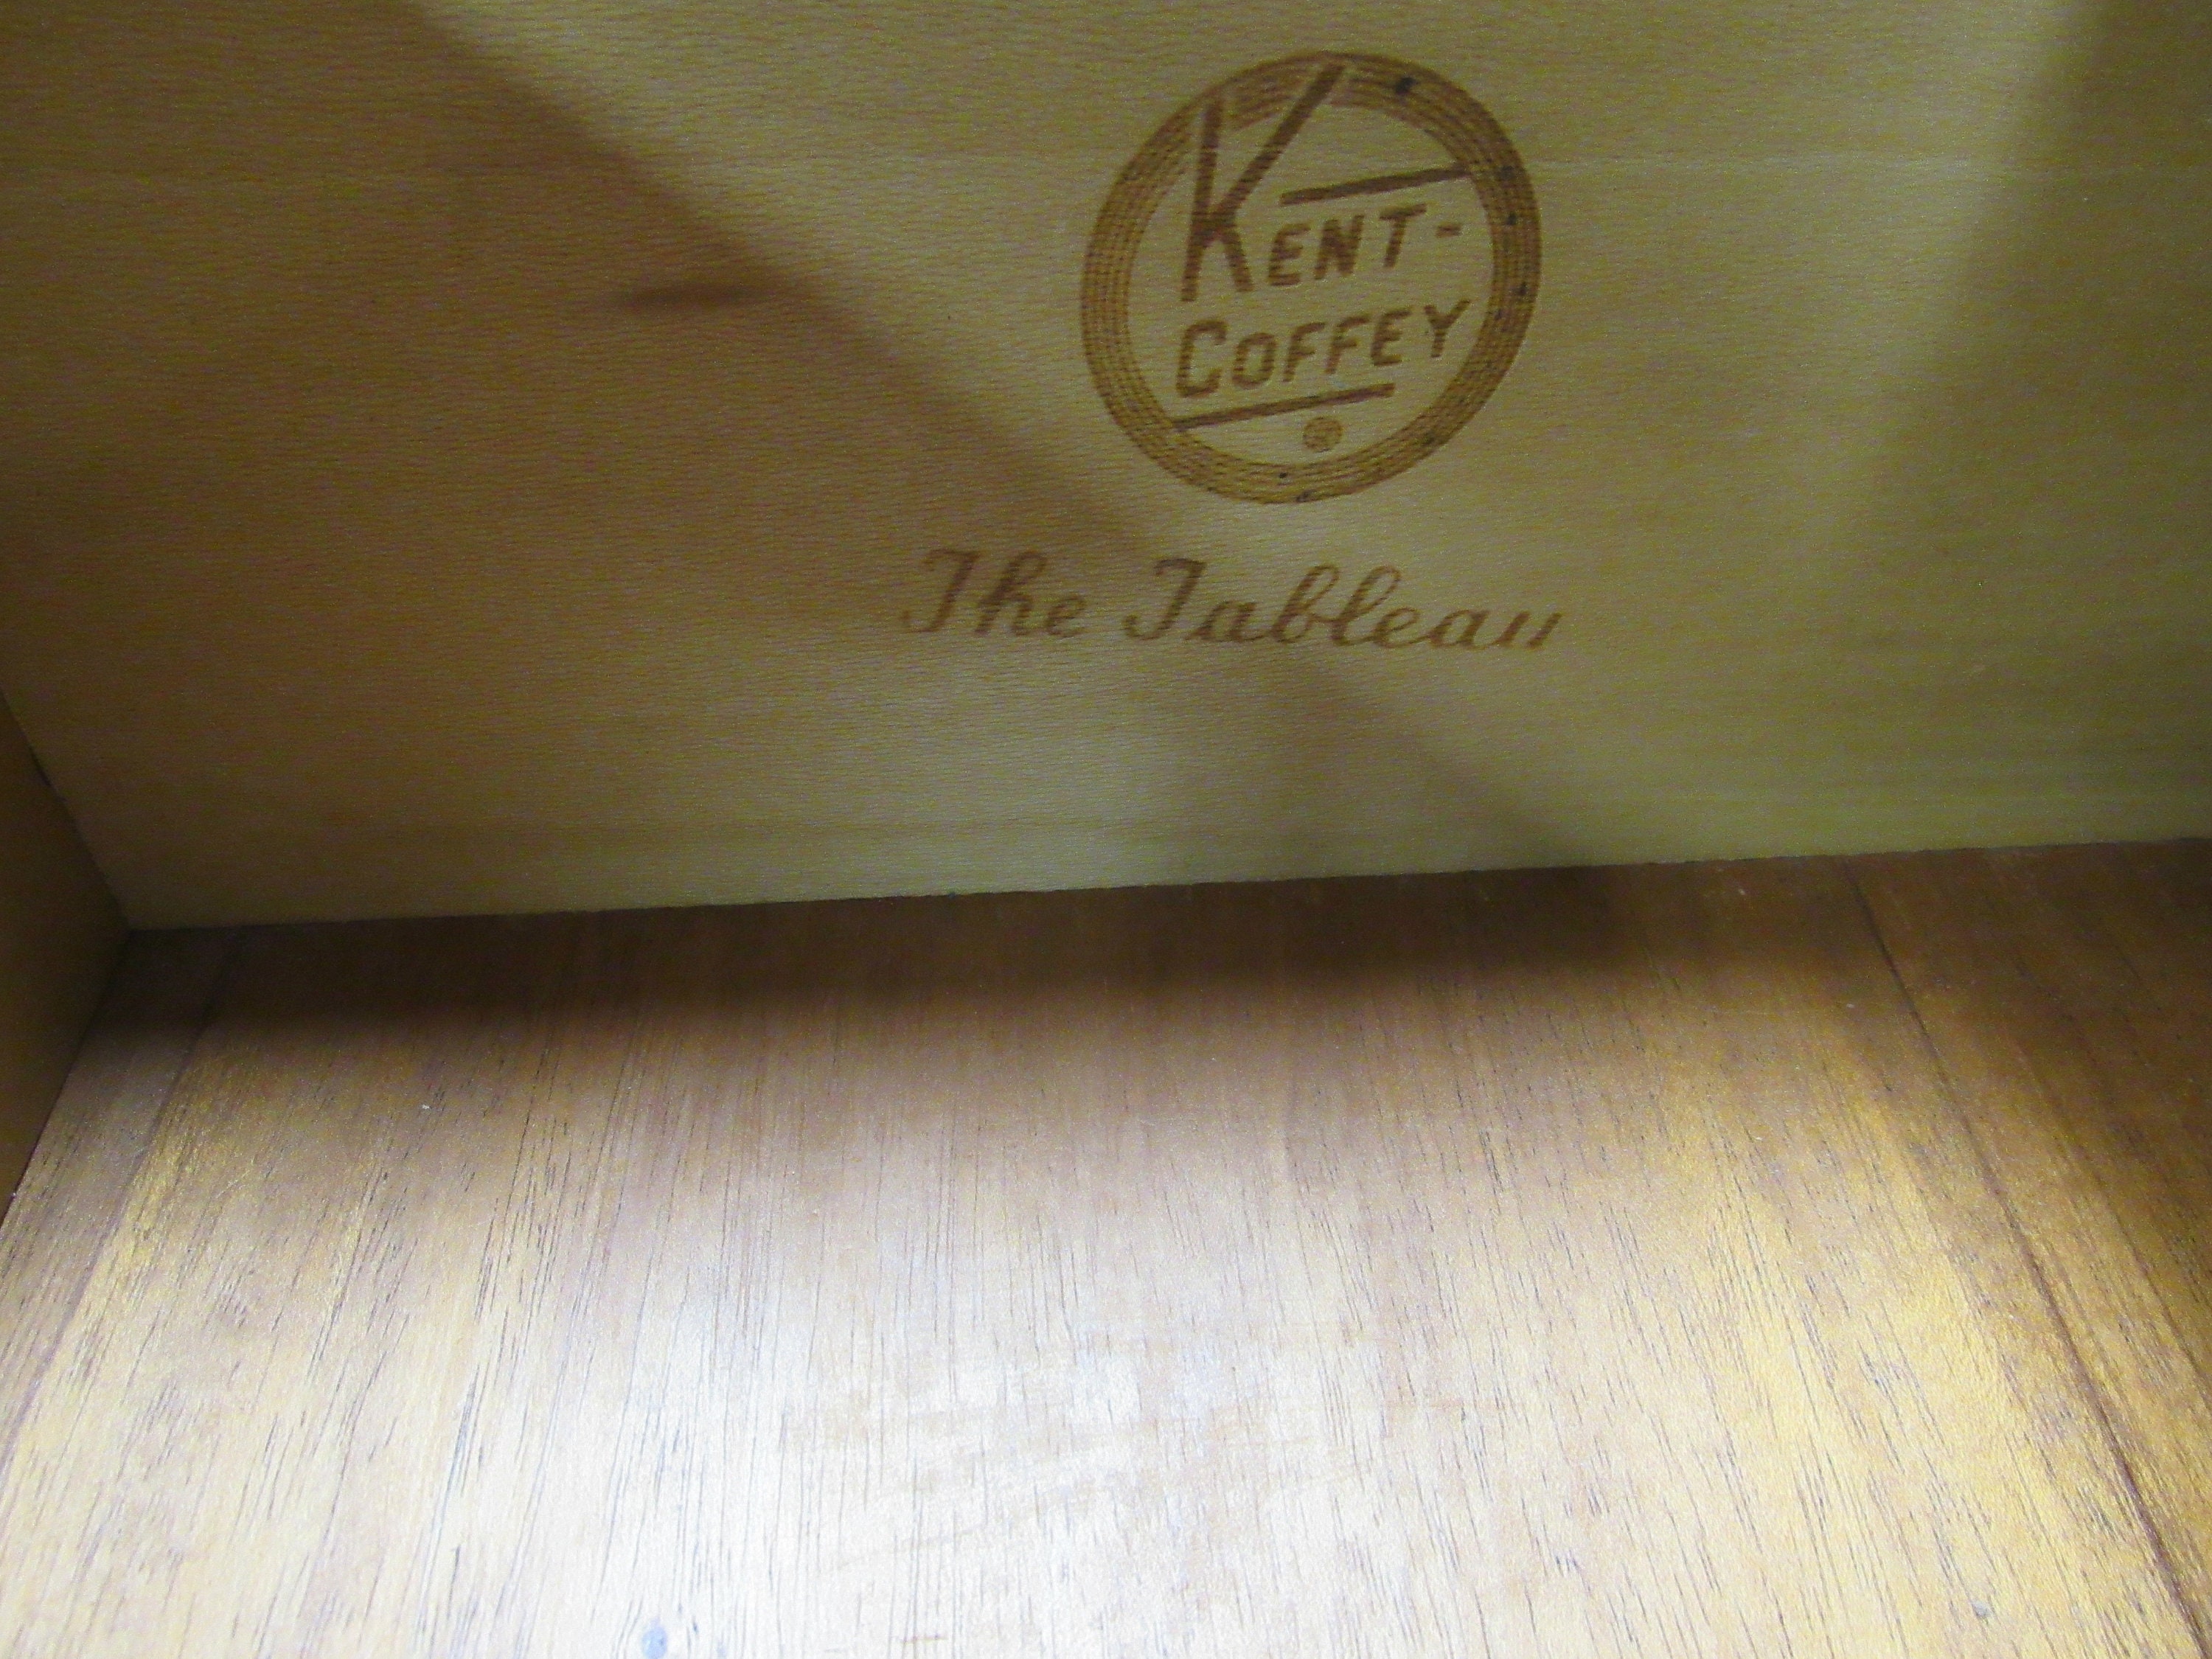 KENT-
COFFEY
The Tableau